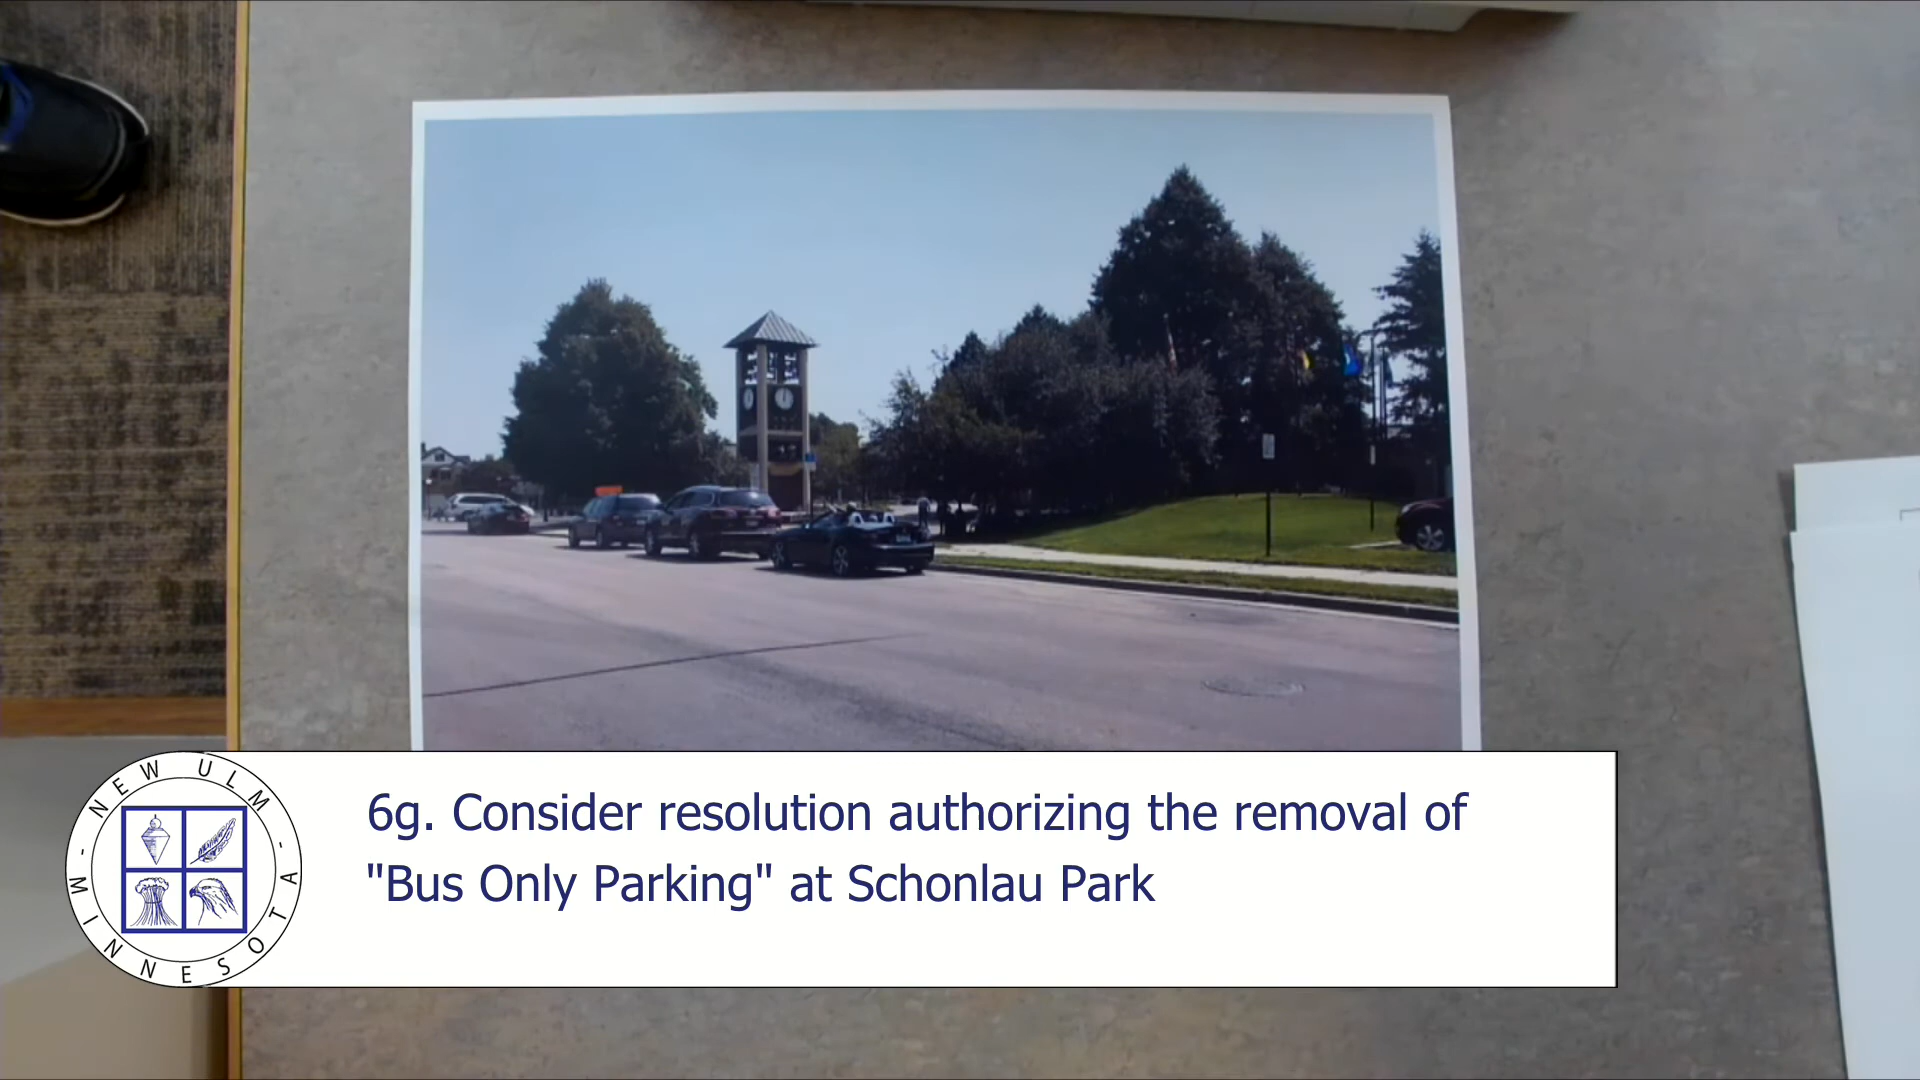 NEW ULM
MINNESOTA
6g. Consider resolution authorizing the removal of
"Bus Only Parking" at Schonlau Park